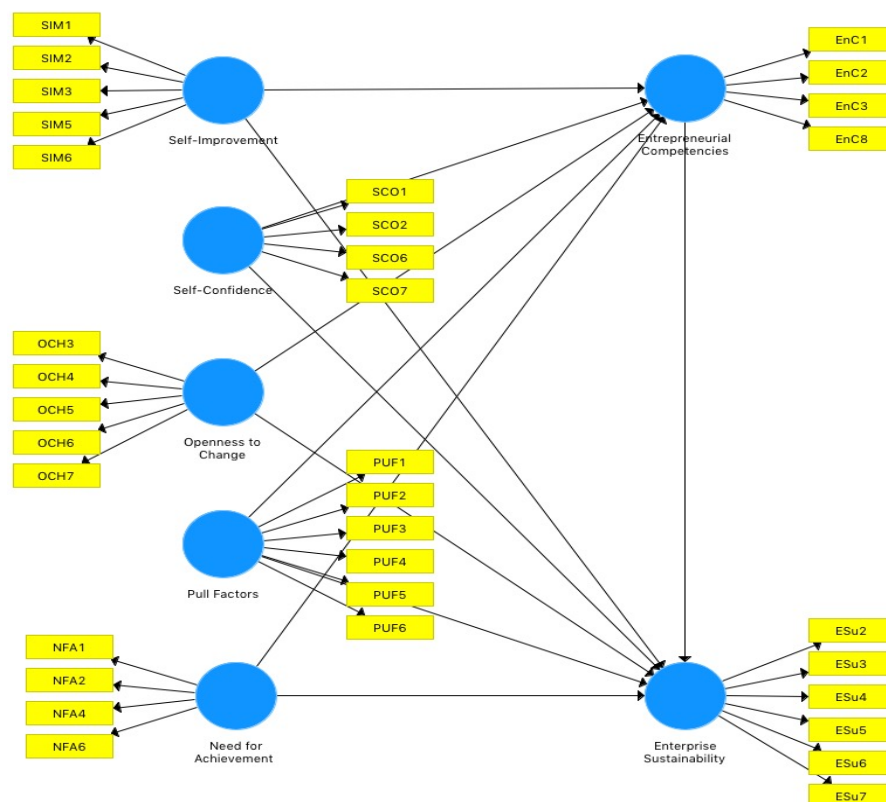 SIM1
SIM2
SIM3
SIM5
SIM6
Self-Improvement
EnC1
EnC2
EnC3
EnC8
Entrepreneurial
Competencies
SCO1
SCO2
SCO6
SCO7
Self-Confidence
OCH3
OCH4
OCH5
OCH6
OCH7
Openness to
Change
PUF1
PUF2
PUF3
PUF4
PUF5
PUF6
Pull Factors
NFA1
NFA2
NFA4
NFA6
Need for
Achievement
ESu2
ESu3
ESu4
ESu5
ESu6
ESu7
Enterprise
Sustainability